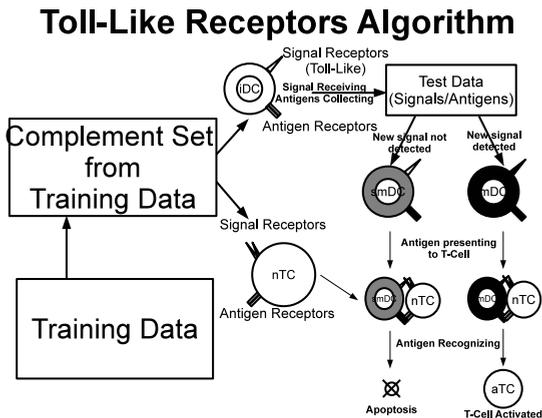 Toll-Like Receptors Algorithm
Signal Receptors
(Toll-Like)
iDC
Signal Receiving
Antigens Collecting
Antigen Receptors
Test Data
(Signals/Antigens)
Complement Set
from
Training Data
New signal not
detected
New signal
detected
smDC
mDC
Signal Receptors
nTC
Antigen Receptors
Antigen presenting
to T-Cell
smDC
nTC
smDC
nTC
Training Data
Antigen Recognizing
aTC
Apoptosis
T-Cell Activated